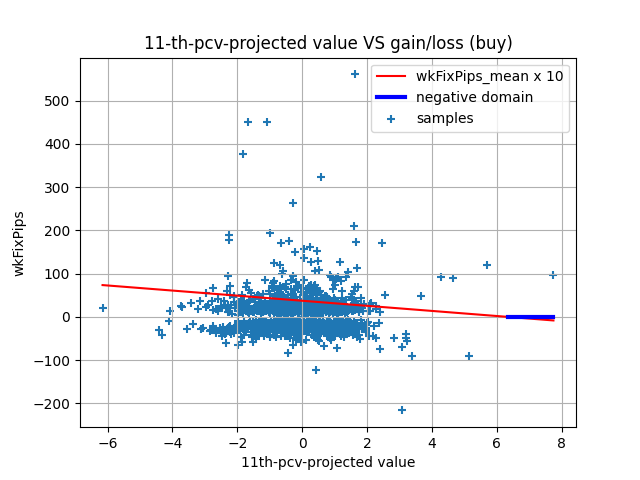 11-th-pcv-projected value VS gain/loss (buy)
wkFixPips_mean x 10
negative domain
samples
500
400
300
200
100
0
−100
−200
wkFixPips
−6 −4 −2 0 2 4 6 8
11th-pcv-projected value